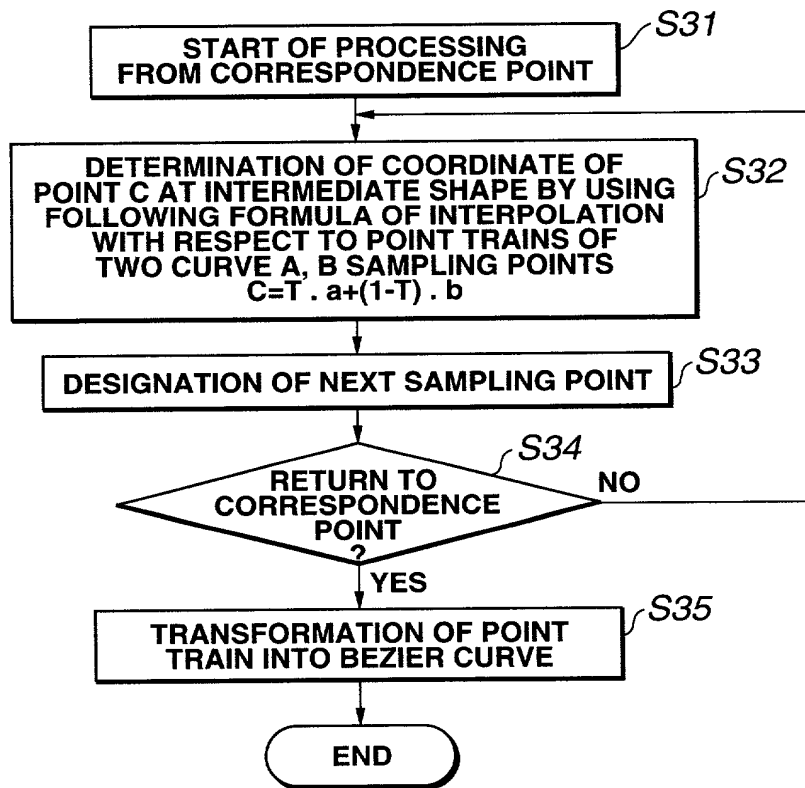 S31
START OF PROCESSING
FROM CORRESPONDENCE POINT
S32
DETERMINATION OF COORDINATE OF
POINT C AT INTERMEDIATE SHAPE BY USING
FOLLOWING FORMULA OF INTERPOLATION
WITH RESPECT TO POINT TRAINS OF
TWO CURVE A, B SAMPLING POINTS
C=T . a+(1-T) . b
S33
DESIGNATION OF NEXT SAMPLING POINT
S34
RETURN TO
CORRESPONDENCE
POINT
?
NO
YES
S35
TRANSFORMATION OF POINT
TRAIN INTO BEZIER CURVE
END